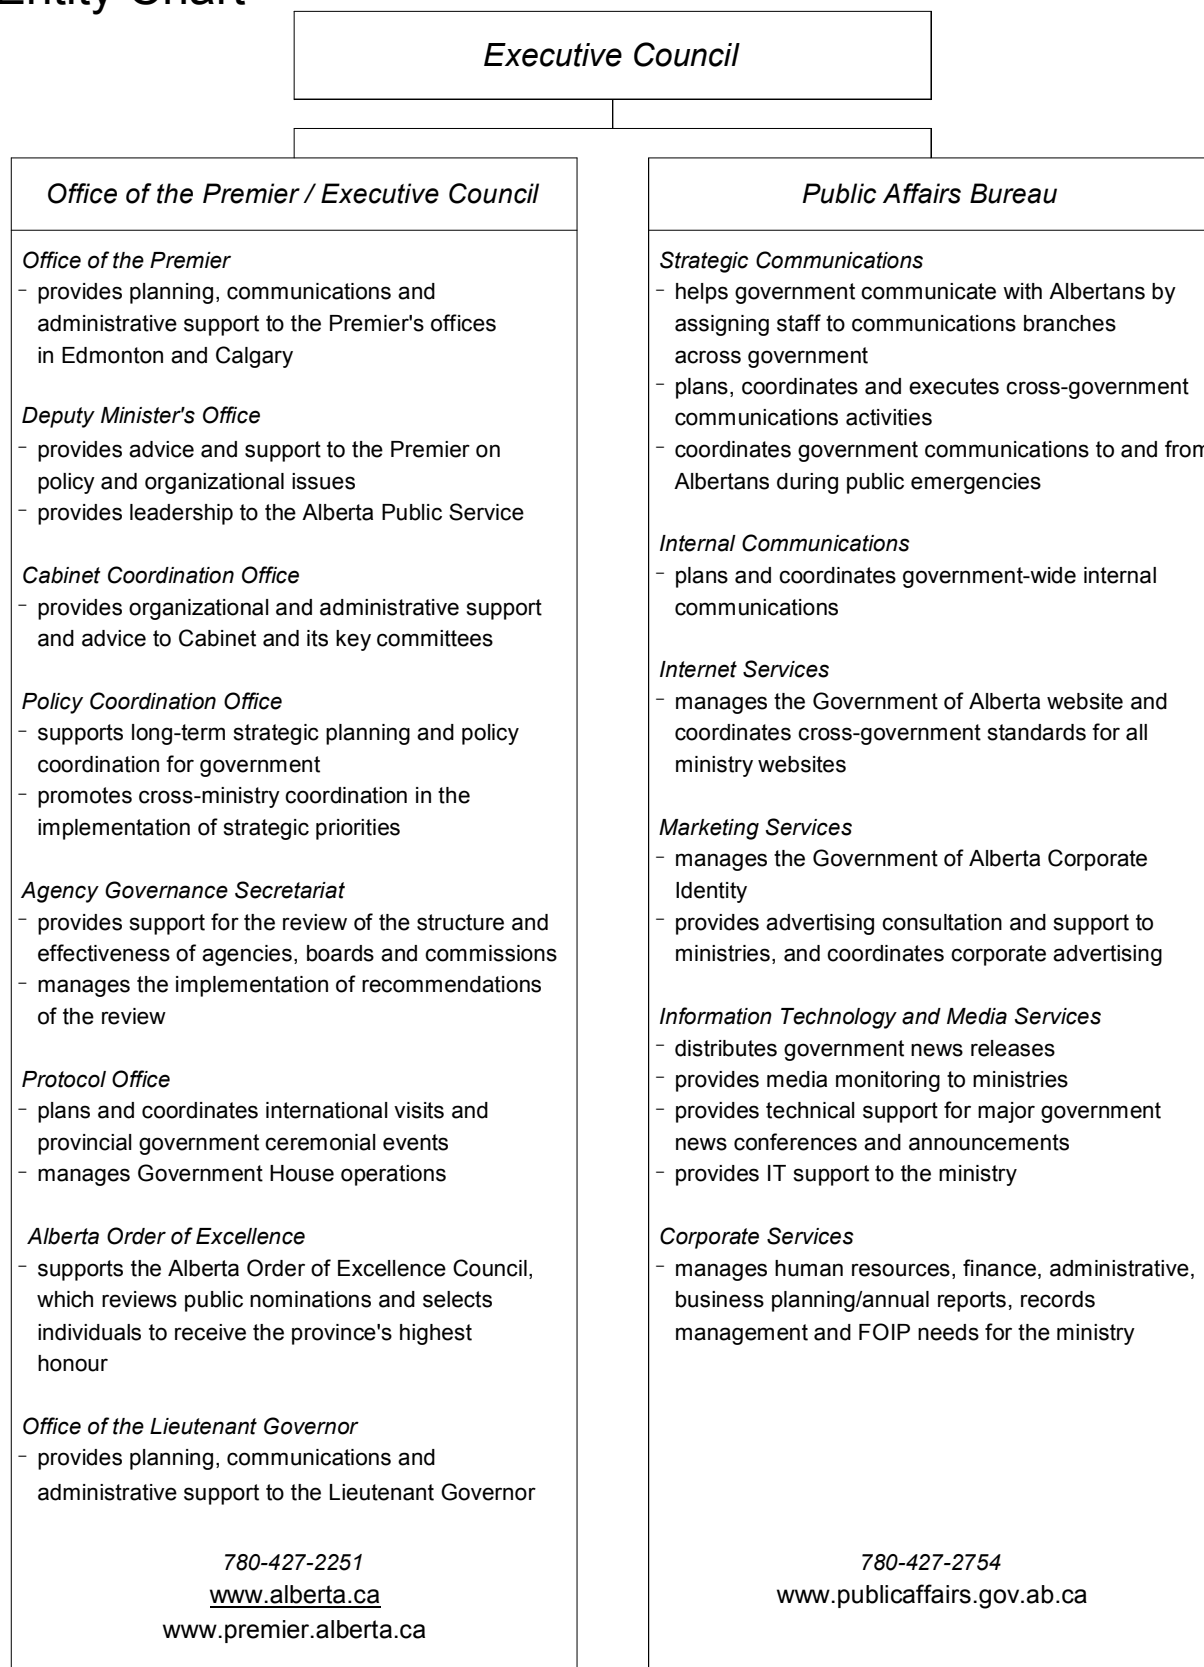 Entity Chart
Executive Council
Office of the Premier / Executive Council
Office of the Premier
- provides planning, communications and
administrative support to the Premier's offices
in Edmonton and Calgary
Deputy Minister's Office
- provides advice and support to the Premier on
policy and organizational issues
- provides leadership to the Alberta Public Service
Cabinet Coordination Office
- provides organizational and administrative support
and advice to Cabinet and its key committees
Policy Coordination Office
- supports long-term strategic planning and policy
coordination for government
- promotes cross-ministry coordination in the
implementation of strategic priorities
Agency Governance Secretariat
- provides support for the review of the structure and
effectiveness of agencies, boards and commissions
- manages the implementation of recommendations
of the review
Protocol Office
- plans and coordinates international visits and
provincial government ceremonial events
- manages Government House operations
Alberta Order of Excellence
- supports the Alberta Order of Excellence Council,
which reviews public nominations and selects
individuals to receive the province's highest
honour
Office of the Lieutenant Governor
- provides planning, communications and
administrative support to the Lieutenant Governor
780-427-2251
www.alberta.ca
www.premier.alberta.ca
Public Affairs Bureau
Strategic Communications
- helps government communicate with Albertans by
assigning staff to communications branches
across government
- plans, coordinates and executes cross-government
communications activities
- coordinates government communications to and from
Albertans during public emergencies
Internal Communications
- plans and coordinates government-wide internal
communications
Internet Services
- manages the Government of Alberta website and
coordinates cross-government standards for all
ministry websites
Marketing Services
- manages the Government of Alberta Corporate
Identity
- provides advertising consultation and support to
ministries, and coordinates corporate advertising
Information Technology and Media Services
- distributes government news releases
- provides media monitoring to ministries
- provides technical support for major government
news conferences and announcements
- provides IT support to the ministry
Corporate Services
- manages human resources, finance, administrative,
business planning/annual reports, records
management and FOIP needs for the ministry
780-427-2754
www.publicaffairs.gov.ab.ca